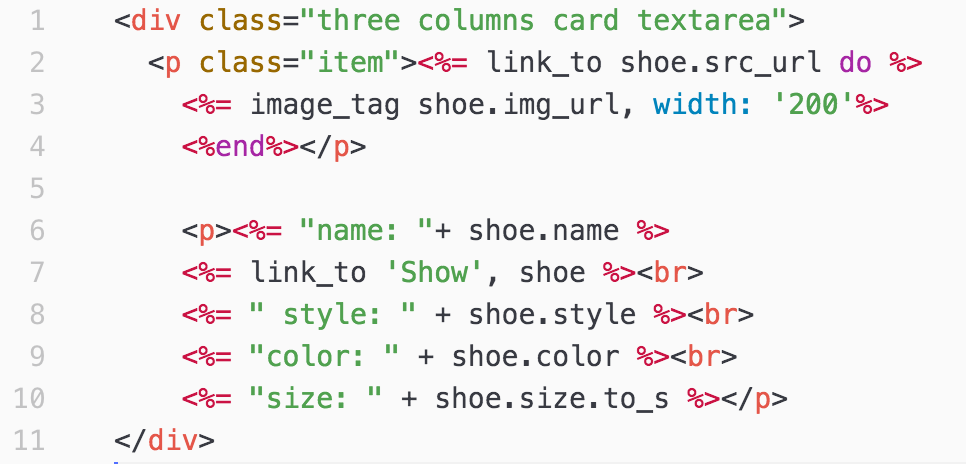 1 <div class="three columns card textarea">
2 <p class="item"><%= link_to shoe.src_url do %>
3 <%= image_tag shoe.img_url, width: '200'%>
4 <%end%></p>
5
6 <p><%= "name: "+ shoe.name %>
7 <%= link_to 'Show', shoe %><br>
8 <%= " style: " + shoe.style %><br>
9 <%= "color: " + shoe.color %><br>
10 <%= "size: " + shoe.size.to_s %></p>
11 </div>